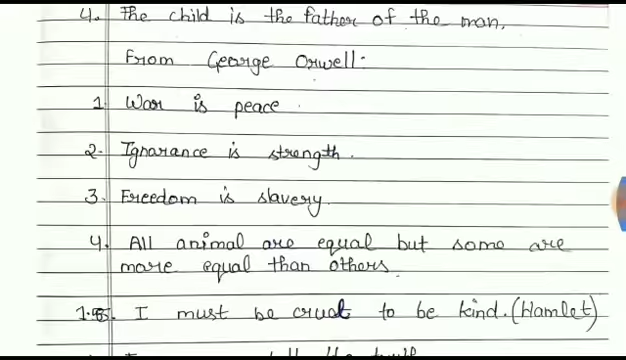 4. The child is the father of the man.
From George Orwell:
1. War is peace.
2. Ignarance is strength.
3. Freedom is slavery.
4. All animal are equal but some are
more equal than others.
I must be cruel to be kind. (Hamlet)